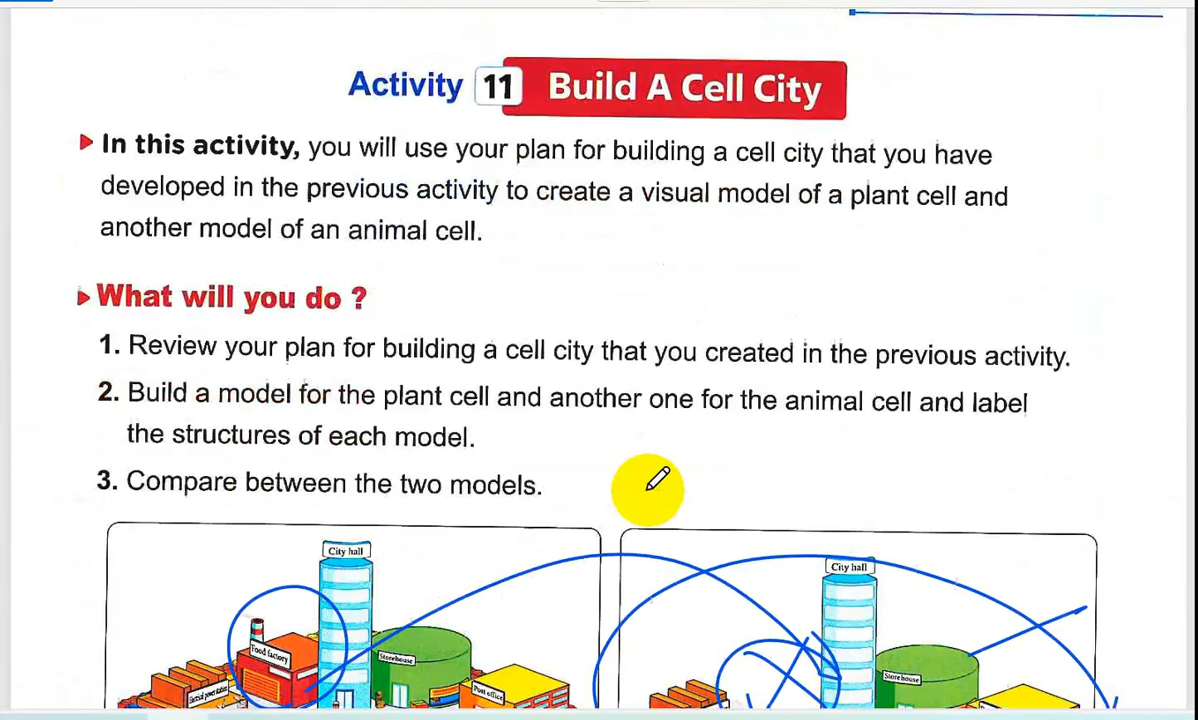 Activity 11 Build A Cell City
In this activity, you will use your plan for building a cell city that you have
developed in the previous activity to create a visual model of a plant cell and
another model of an animal cell.
What will you do ?
1. Review your plan for building a cell city that you created in the previous activity.
2. Build a model for the plant cell and another one for the animal cell and label
the structures of each model.
3. Compare between the two models.
City hall
City hall
Food factory
Storehouse
Post office
Storehouse